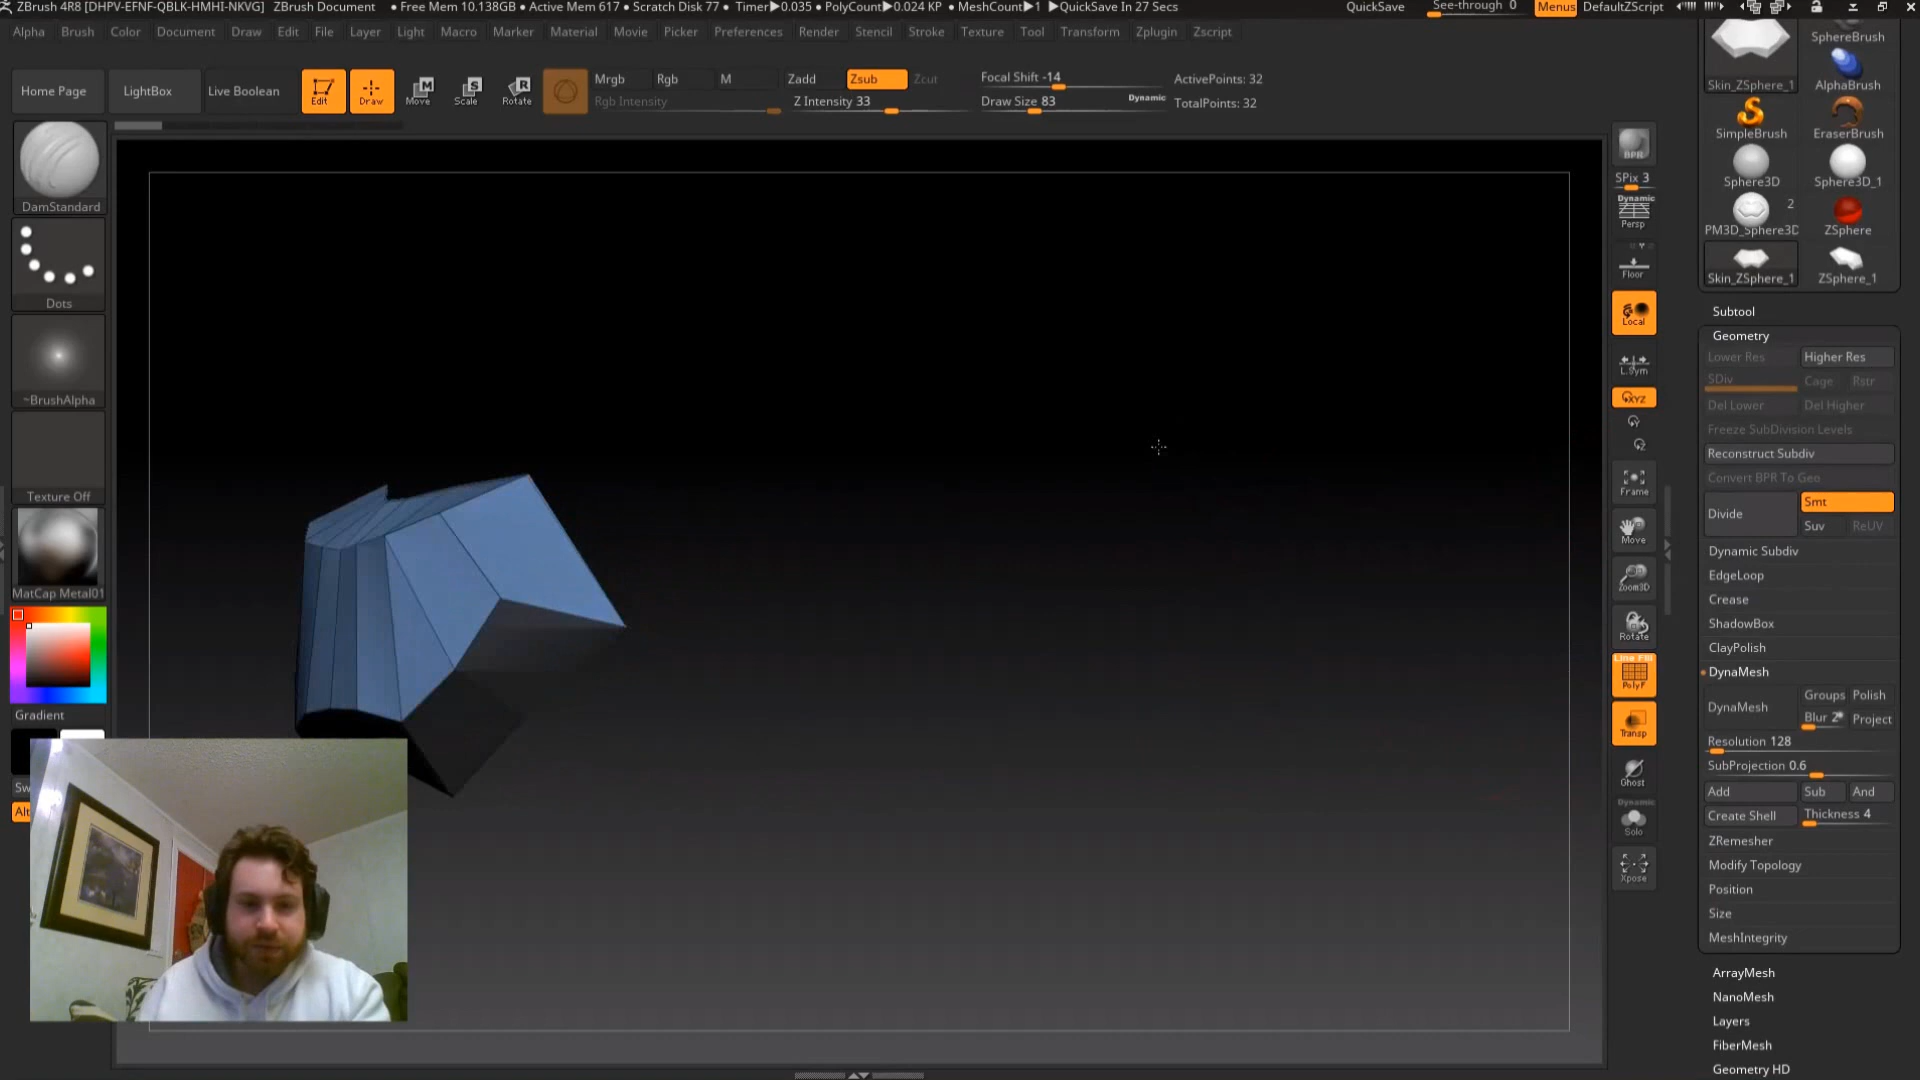 ZBrush 4R8 [DHPV-EFNF-QBLK-HMHI-NKVG] ZBrush Document • Free Mem 10.138GB • Active Mem 617 • Scratch Disk 77 • Timer▶0.035 • PolyCount▶0.024 KP • MeshCount▶1 ▶QuickSave In 27 Secs QuickSave See-through 0 Menus DefaultZScript
Alpha Brush Color Document Draw Edit File Layer Light Macro Marker Material Movie Picker Preferences Render Stencil Stroke Texture Tool Transform Zplugin Zscript
Home Page LightBox Live Boolean Edit Draw Move Scale Rotate
Mrgb Rgb M Zadd Zsub Zcut
Rgb Intensity Z Intensity 33
Focal Shift -14
Draw Size 83 Dynamic
ActivePoints: 32
TotalPoints: 32
DamStandard
Dots
~BrushAlpha
Texture Off
MatCap Metal01
Gradient
Sw
Alt
BPR
SPix 3
Dynamic
Persp
Floor
Local
L.Sym
XYZ
Frame
Move
Zoom3D
Rotate
Line Fill
PolyF
Transp
Ghost
Dynamic
Solo
Xpose
SphereBrush
Skin_ZSphere_1 AlphaBrush
SimpleBrush EraserBrush
Sphere3D Sphere3D_1
2
PM3D_Sphere3D ZSphere
Skin_ZSphere_1 ZSphere_1
Subtool
Geometry
Lower Res Higher Res
SDiv Cage Rstr
Del Lower Del Higher
Freeze SubDivision Levels
Reconstruct Subdiv
Convert BPR To Geo
Divide Smt
Suv ReUV
Dynamic Subdiv
EdgeLoop
Crease
ShadowBox
ClayPolish
DynaMesh
DynaMesh Groups Polish
Blur 2 Project
Resolution 128
SubProjection 0.6
Add Sub And
Create Shell Thickness 4
ZRemesher
Modify Topology
Position
Size
MeshIntegrity
ArrayMesh
NanoMesh
Layers
FiberMesh
Geometry HD